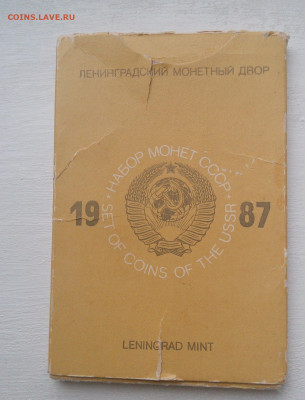 COINS.LAVE.RU
ЛЕНИНГРАДСКИЙ МОНЕТНЫЙ ДВОР
• НАБОР МОНЕТ СССР •
19 87
SET OF COINS OF THE USSR
LENINGRAD MINT